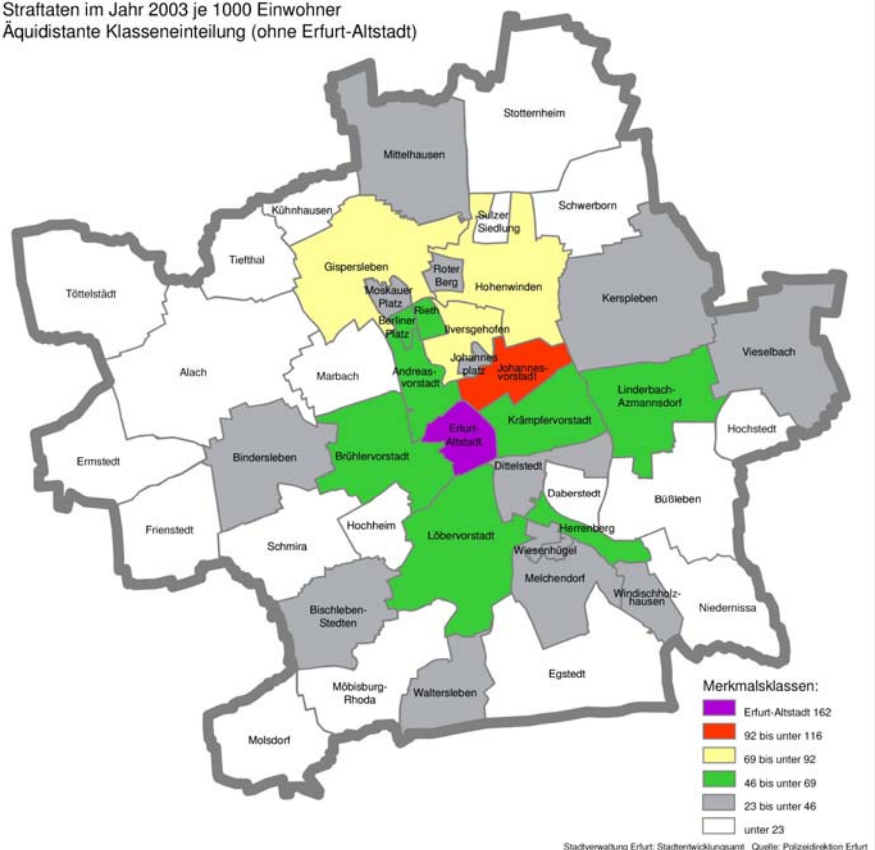 Straftaten im Jahr 2003 je 1000 Einwohner
Äquidistante Klasseneinteilung (ohne Erfurt-Altstadt)
Stotternheim
Mittelhausen
Schwerborn
Kühnhausen
Sulzer
Siedlung
Tiefthal
Gispersleben
Roter
Berg
Hohenwinden
Töttelstädt
Moskauer
Platz
Kerspleben
Rieth
Berliner
Platz
Ilversgehofen
Vieselbach
Johannes
platz
Johannes-
vorstadt
Alach
Marbach
Andreas-
vorstadt
Linderbach-
Azmannsdorf
Krämpfervorstadt
Hochstedt
Erfurt-
Altstadt
Ermstedt
Bindersleben
Brühlervorstadt
Dittelstedt
Daberstedt
Büßleben
Frienstedt
Hochheim
Herrenberg
Löbervorstadt
Schmira
Wiesenhügel
Melchendorf
Windischholz-
hausen
Niedernissa
Bischleben-
Stedten
Egstedt
Möbisburg-
Rhoda
Waltersleben
Molsdorf
Merkmalsklassen:
Erfurt-Altstadt 162
92 bis unter 116
69 bis unter 92
46 bis unter 69
23 bis unter 46
unter 23
Stadtverwaltung Erfurt; Stadtentwicklungsamt Quelle: Polizeidirektion Erfurt